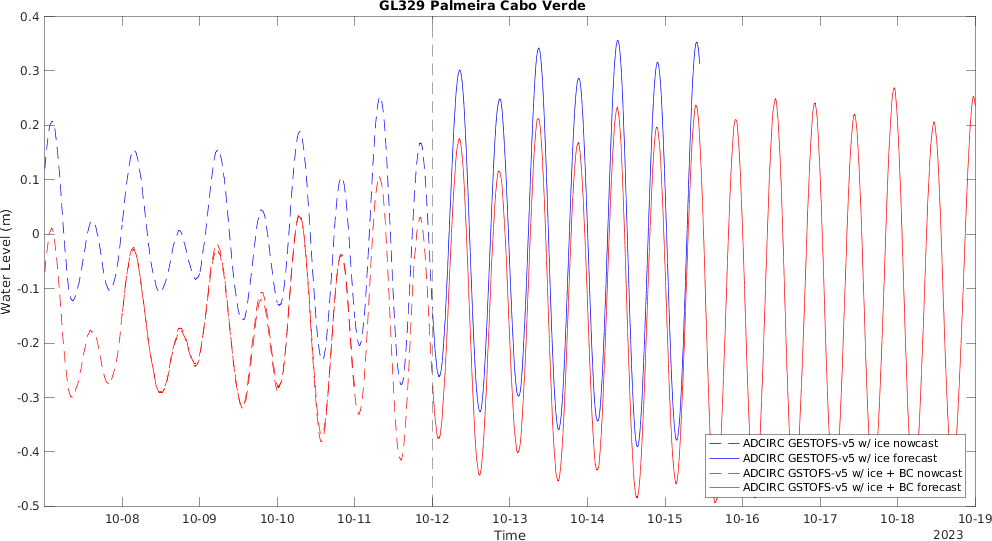 GL329 Palmeira Cabo Verde
0.4
0.3
0.2
0.1
0
-0.1
-0.2
-0.3
-0.4
-0.5
Water Level (m)
ADCIRC GESTOFS-v5 w/ ice nowcast
ADCIRC GESTOFS-v5 w/ ice forecast
ADCIRC GSTOFS-v5 w/ ice + BC nowcast
ADCIRC GSTOFS-v5 w/ ice + BC forecast
10-08 10-09 10-10 10-11 10-12 10-13 10-14 10-15 10-16 10-17 10-18 10-19
Time
2023